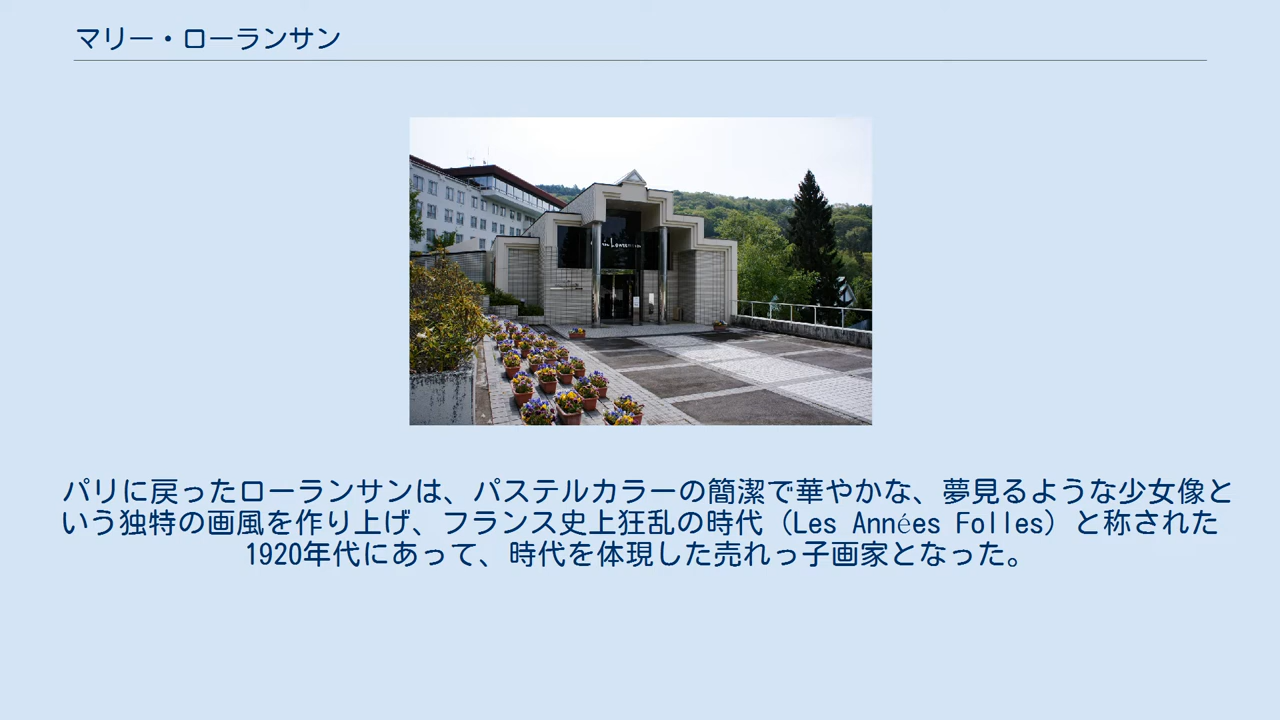 マリー・ローランサン
パリに戻ったローランサンは、パステルカラーの簡潔で華やかな、夢見るような少女像と
いう独特の画風を作り上げ、フランス史上狂乱の時代（Les Années Folles）と称された
1920年代にあって、時代を体現した売れっ子画家となった。